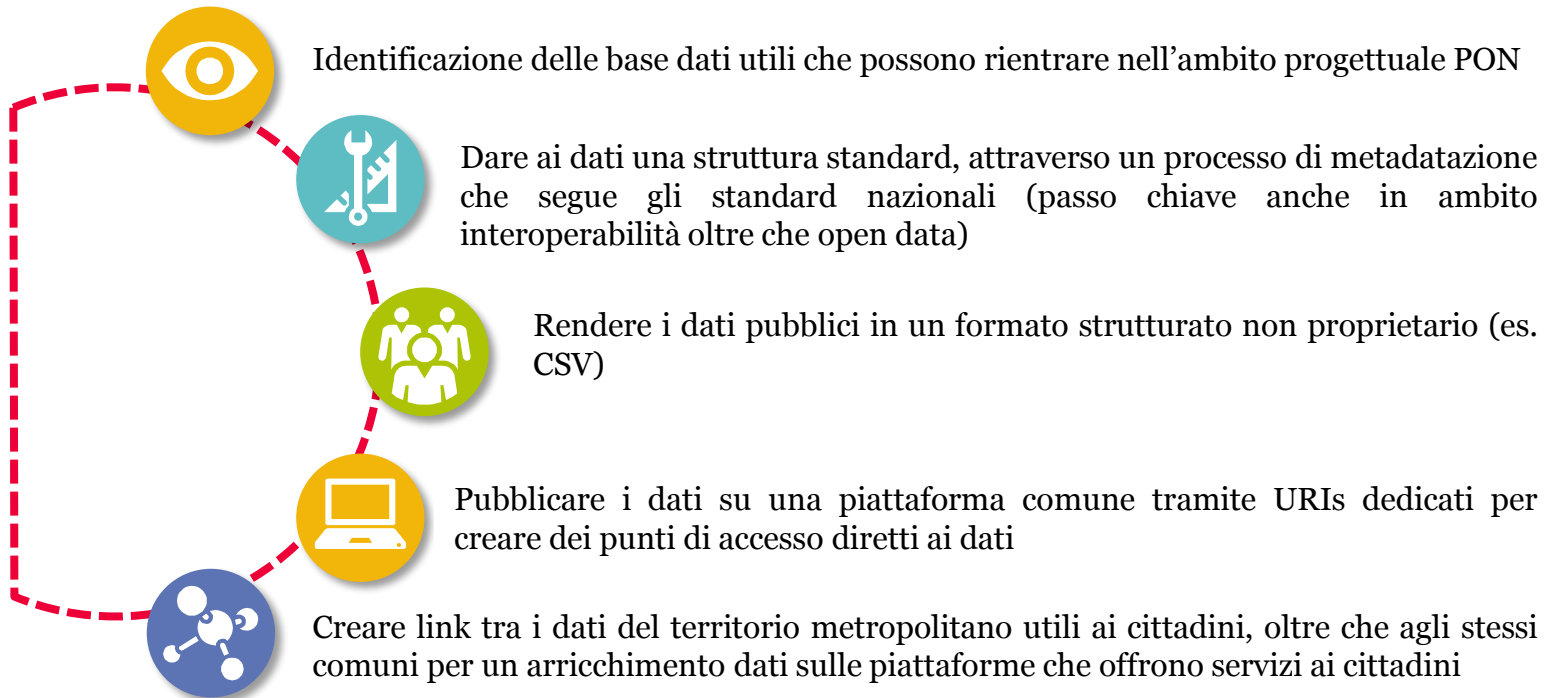 Identificazione delle base dati utili che possono rientrare nell’ambito progettuale PON
Dare ai dati una struttura standard, attraverso un processo di metadatazione
che segue gli standard nazionali (passo chiave anche in ambito
interoperabilità oltre che open data)
Rendere i dati pubblici in un formato strutturato non proprietario (es.
CSV)
Pubblicare i dati su una piattaforma comune tramite URIs dedicati per
creare dei punti di accesso diretti ai dati
Creare link tra i dati del territorio metropolitano utili ai cittadini, oltre che agli stessi
comuni per un arricchimento dati sulle piattaforme che offrono servizi ai cittadini